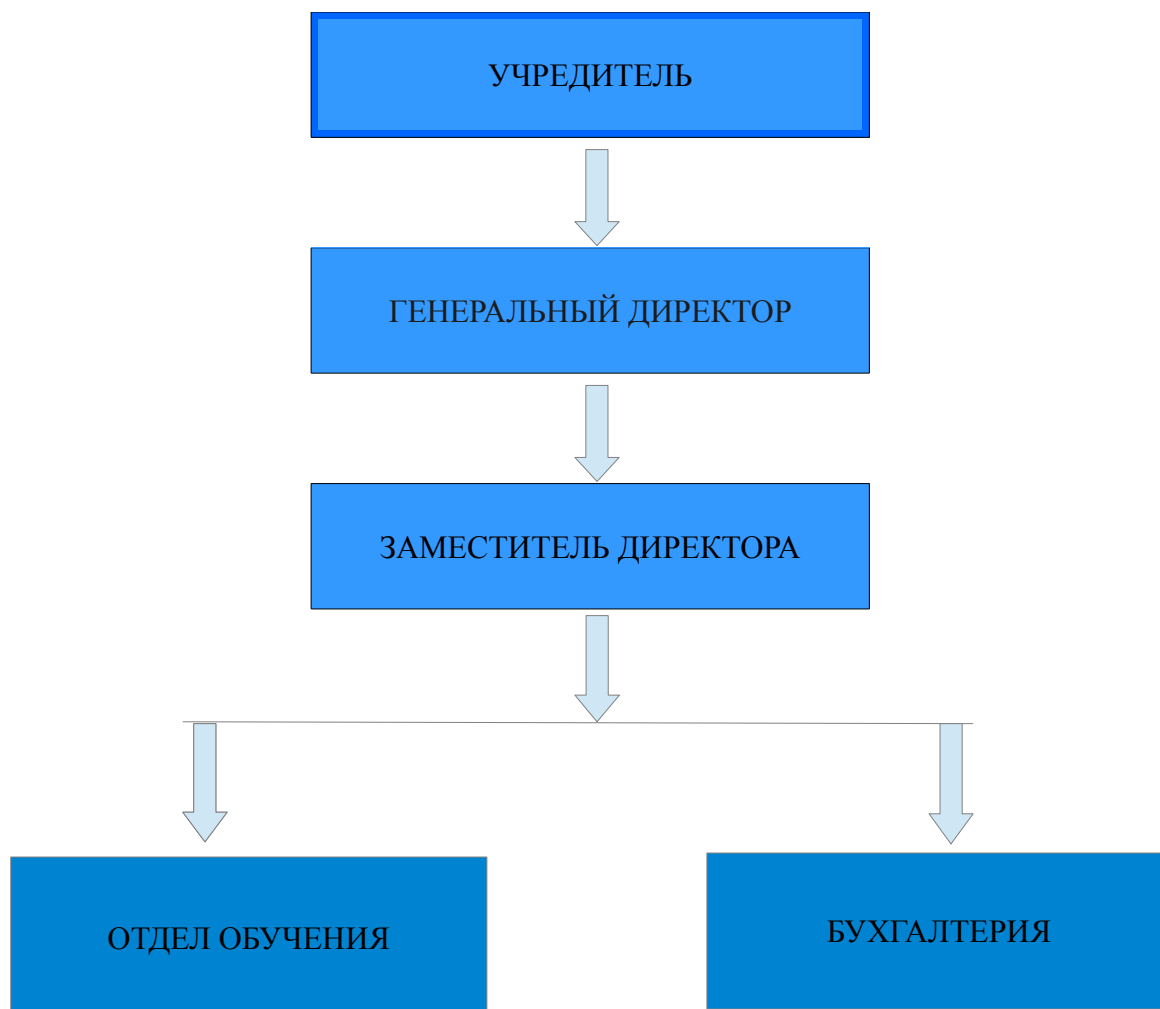 УЧРЕДИТЕЛЬ
ГЕНЕРАЛЬНЫЙ ДИРЕКТОР
ЗАМЕСТИТЕЛЬ ДИРЕКТОРА
ОТДЕЛ ОБУЧЕНИЯ
БУХГАЛТЕРИЯ